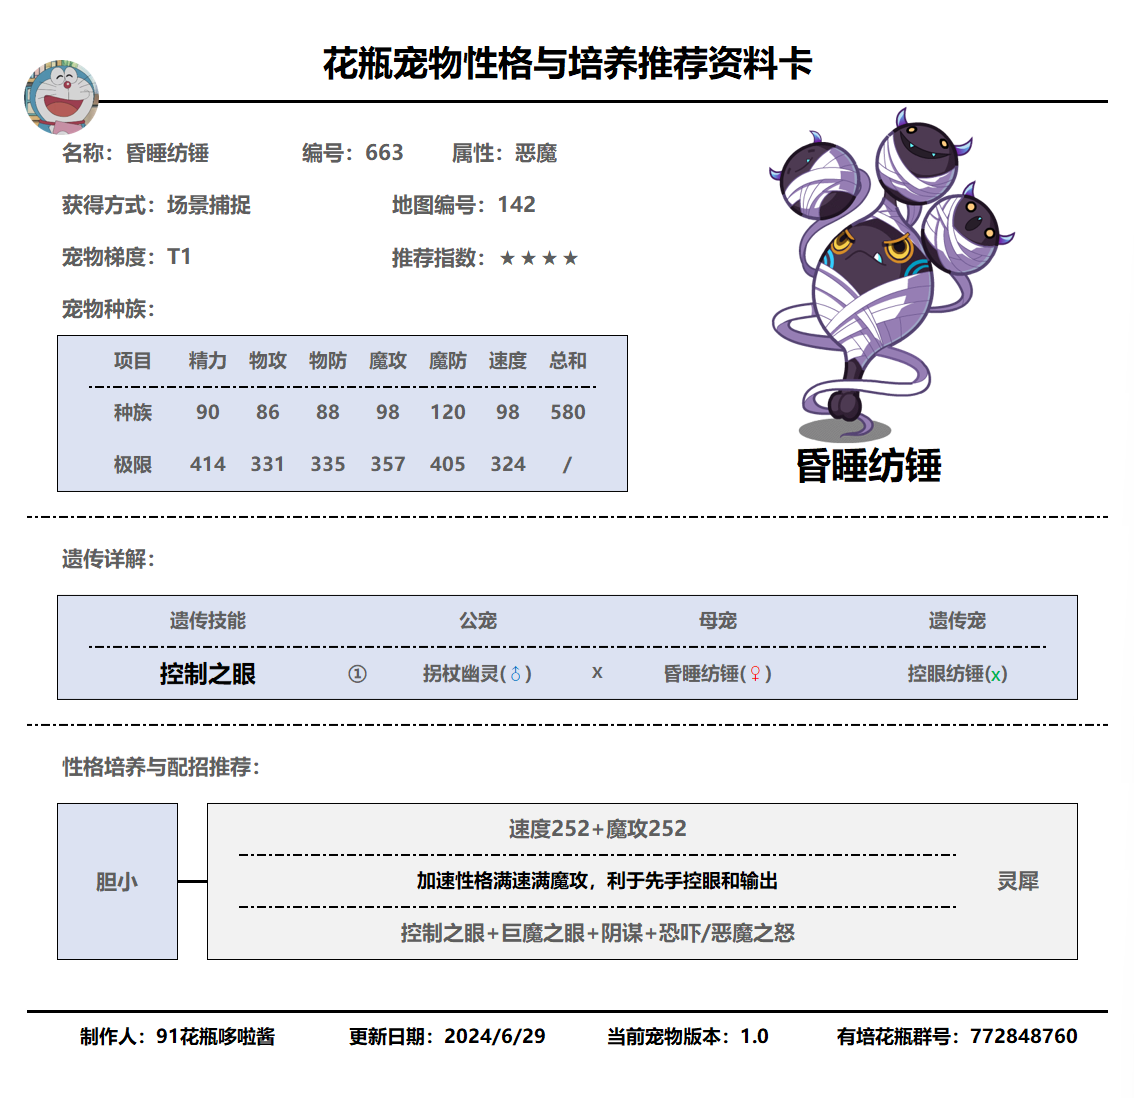 花瓶宠物性格与培养推荐资料卡
名称：昏睡纺锤 编号：663 属性：恶魔
获得方式：场景捕捉 地图编号：142
宠物梯度：T1 推荐指数：★★★★
宠物种族：
项目 精力 物攻 物防 魔攻 魔防 速度 总和
种族 90 86 88 98 120 98 580
极限 414 331 335 357 405 324 /
昏睡纺锤
遗传详解：
遗传技能 公宠 母宠 遗传宠
控制之眼 ① 拐杖幽灵(♂) X 昏睡纺锤(♀) 控眼纺锤(x)
性格培养与配招推荐：
速度252+魔攻252
胆小 加速性格满速满魔攻，利于先手控眼和输出 灵犀
控制之眼+巨魔之眼+阴谋+恐吓/恶魔之怒
制作人：91花瓶哆啦酱 更新日期：2024/6/29 当前宠物版本：1.0 有培花瓶群号：772848760